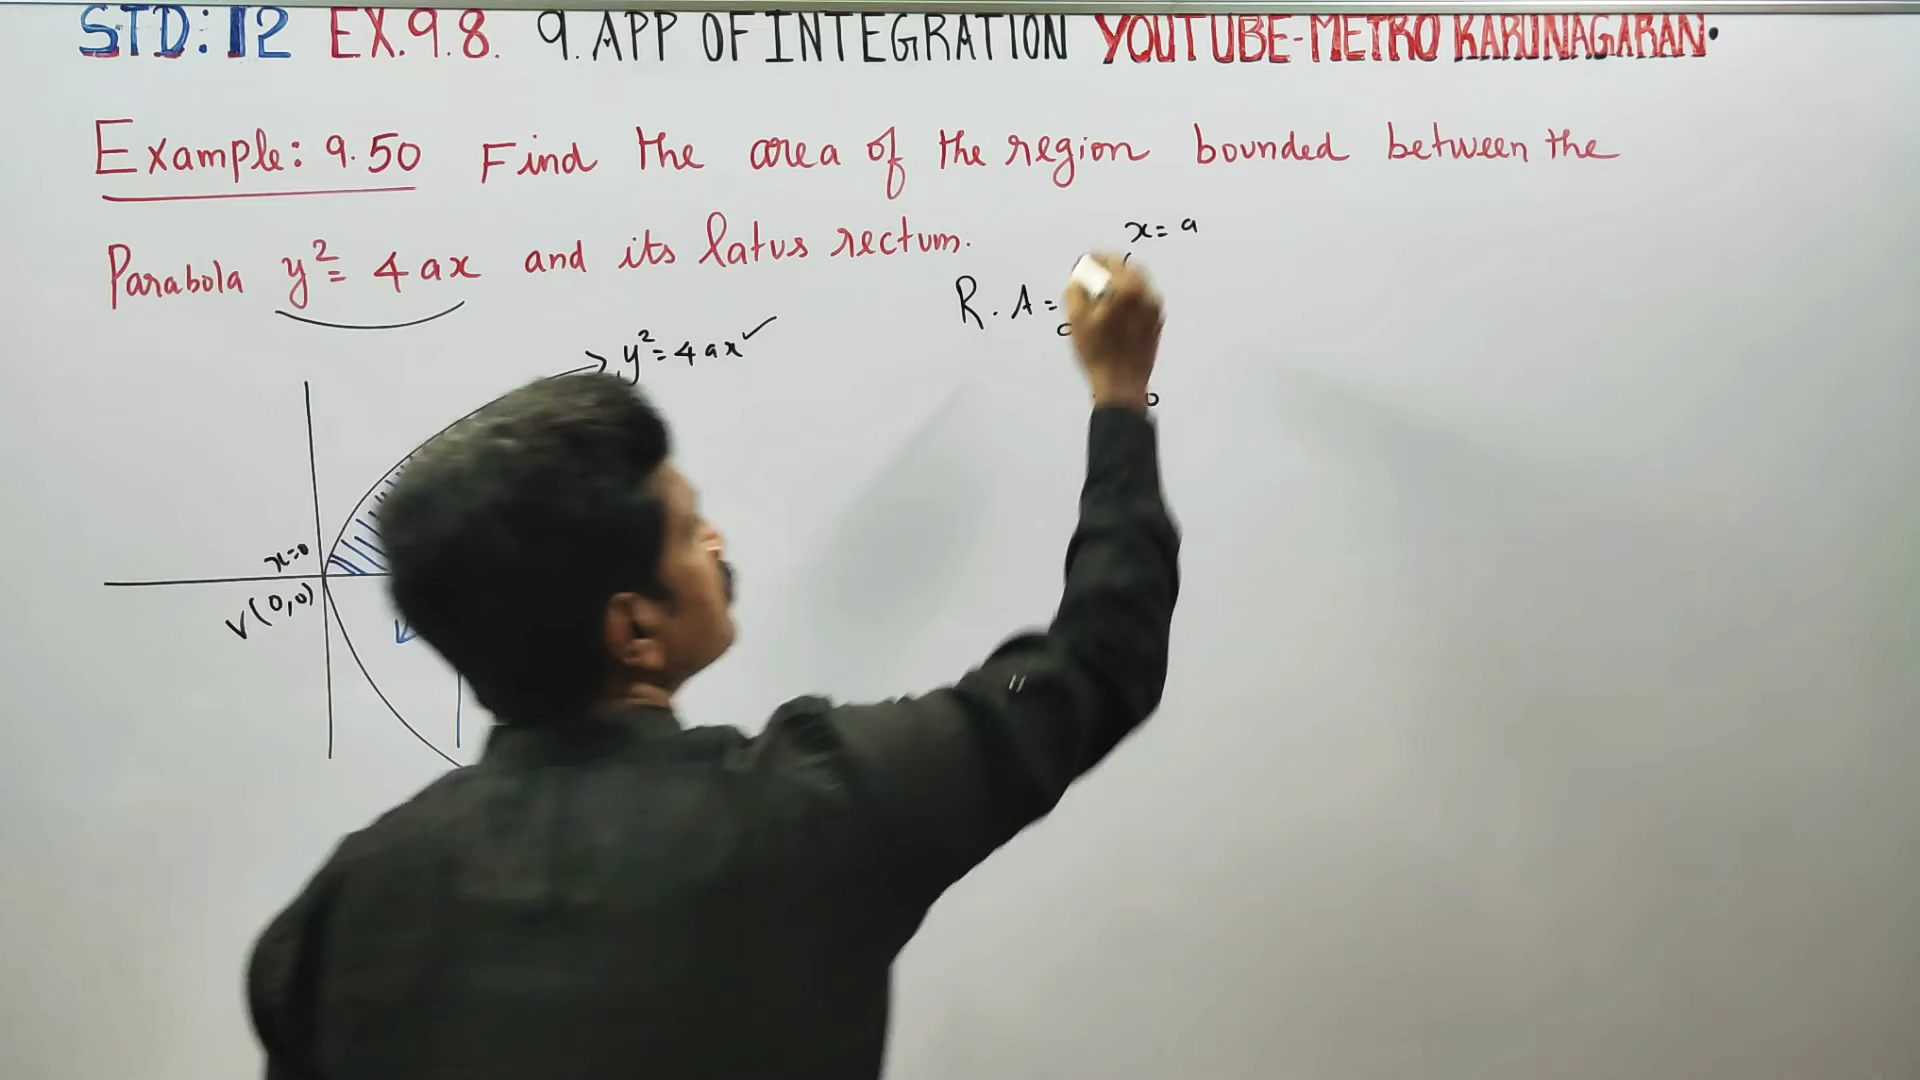 STD: 12 EX.9.8. 9. APP OF INTEGRATION YOUTUBE-METRO KARUNAGARAN.
Example: 9.50 Find the area of the region bounded between the
Parabola y² = 4ax and its latus rectum.
x = a
R. A =
y² = 4ax
x=0
V(0,0)